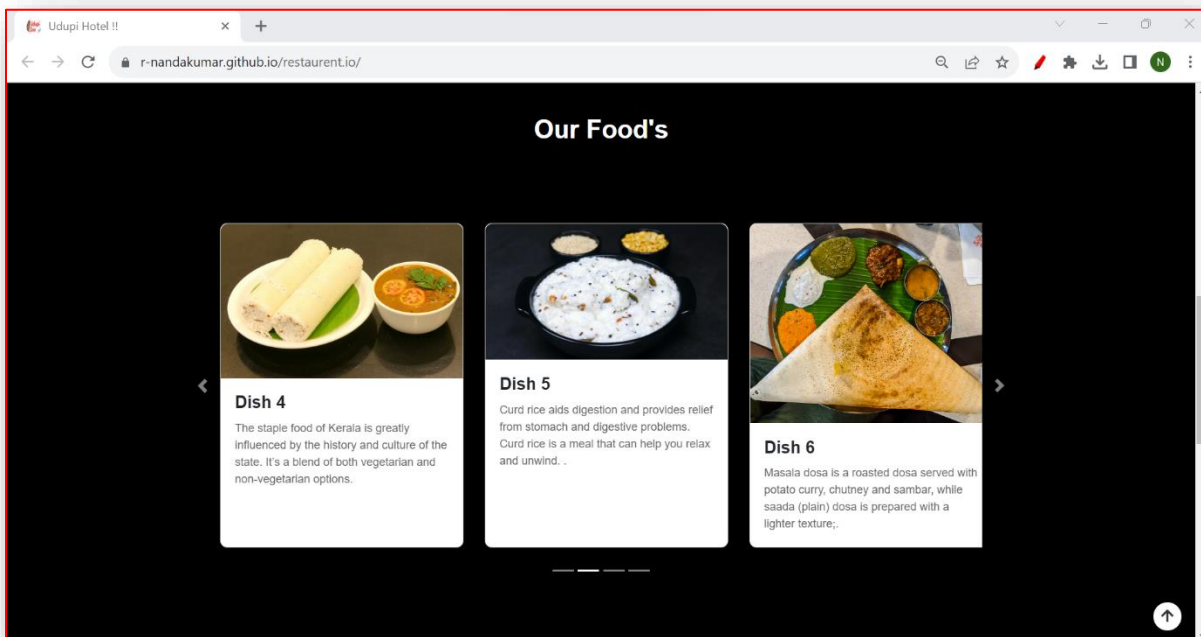 Udupi Hotel !!
r-nandakumar.github.io/restaurent.io/
N
Our Food's
Dish 4
The staple food of Kerala is greatly
influenced by the history and culture of the
state. It's a blend of both vegetarian and
non-vegetarian options.
Dish 5
Curd rice aids digestion and provides relief
from stomach and digestive problems.
Curd rice is a meal that can help you relax
and unwind. .
Dish 6
Masala dosa is a roasted dosa served with
potato curry, chutney and sambar, while
saada (plain) dosa is prepared with a
lighter texture;.